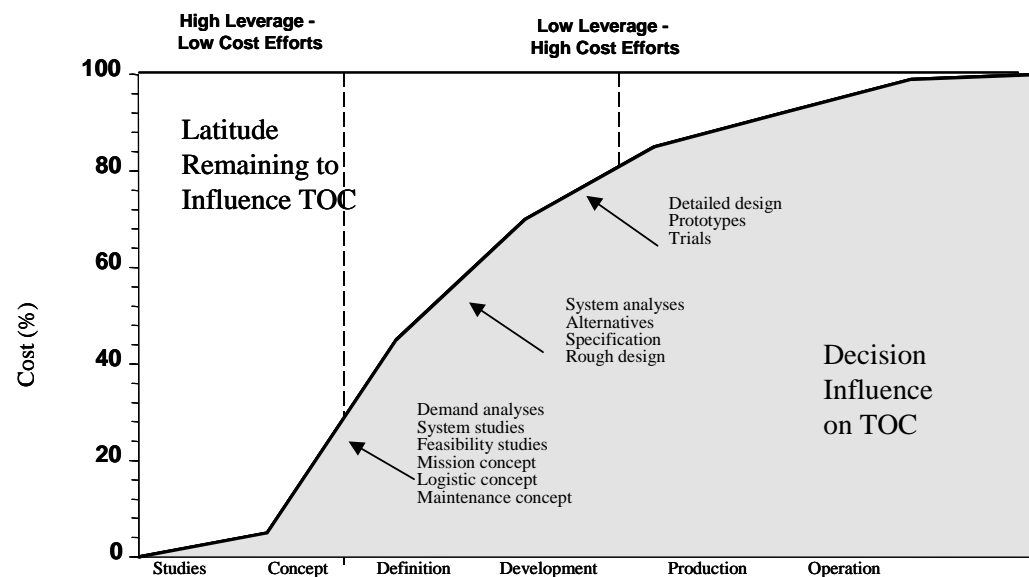 High Leverage -
Low Cost Efforts
Low Leverage -
High Cost Efforts
100
80
60
40
20
0
Cost (%)
Latitude
Remaining to
Influence TOC
Detailed design
Prototypes
Trials
System analyses
Alternatives
Specification
Rough design
Demand analyses
System studies
Feasibility studies
Mission concept
Logistic concept
Maintenance concept
Decision
Influence
on TOC
Studies
Concept
Definition
Development
Production
Operation